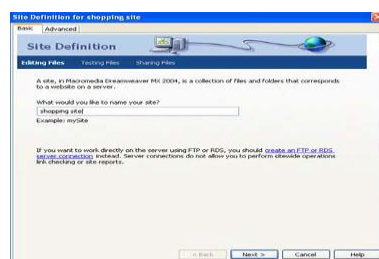 Site Definition for shopping site
Basic Advanced
Site Definition
Editing Files Testing Files Sharing Files
A site, in Macromedia Dreamweaver MX 2004, is a collection of files and folders that corresponds
to a website on a server.
What would you like to name your site?
shopping site
Example: mySite
If you want to work directly on the server using FTP or RDS, you should create an FTP or RDS
server connection instead. Server connections do not allow you to perform sitewide operations
link checking or site reports.
< Back Next > Cancel Help